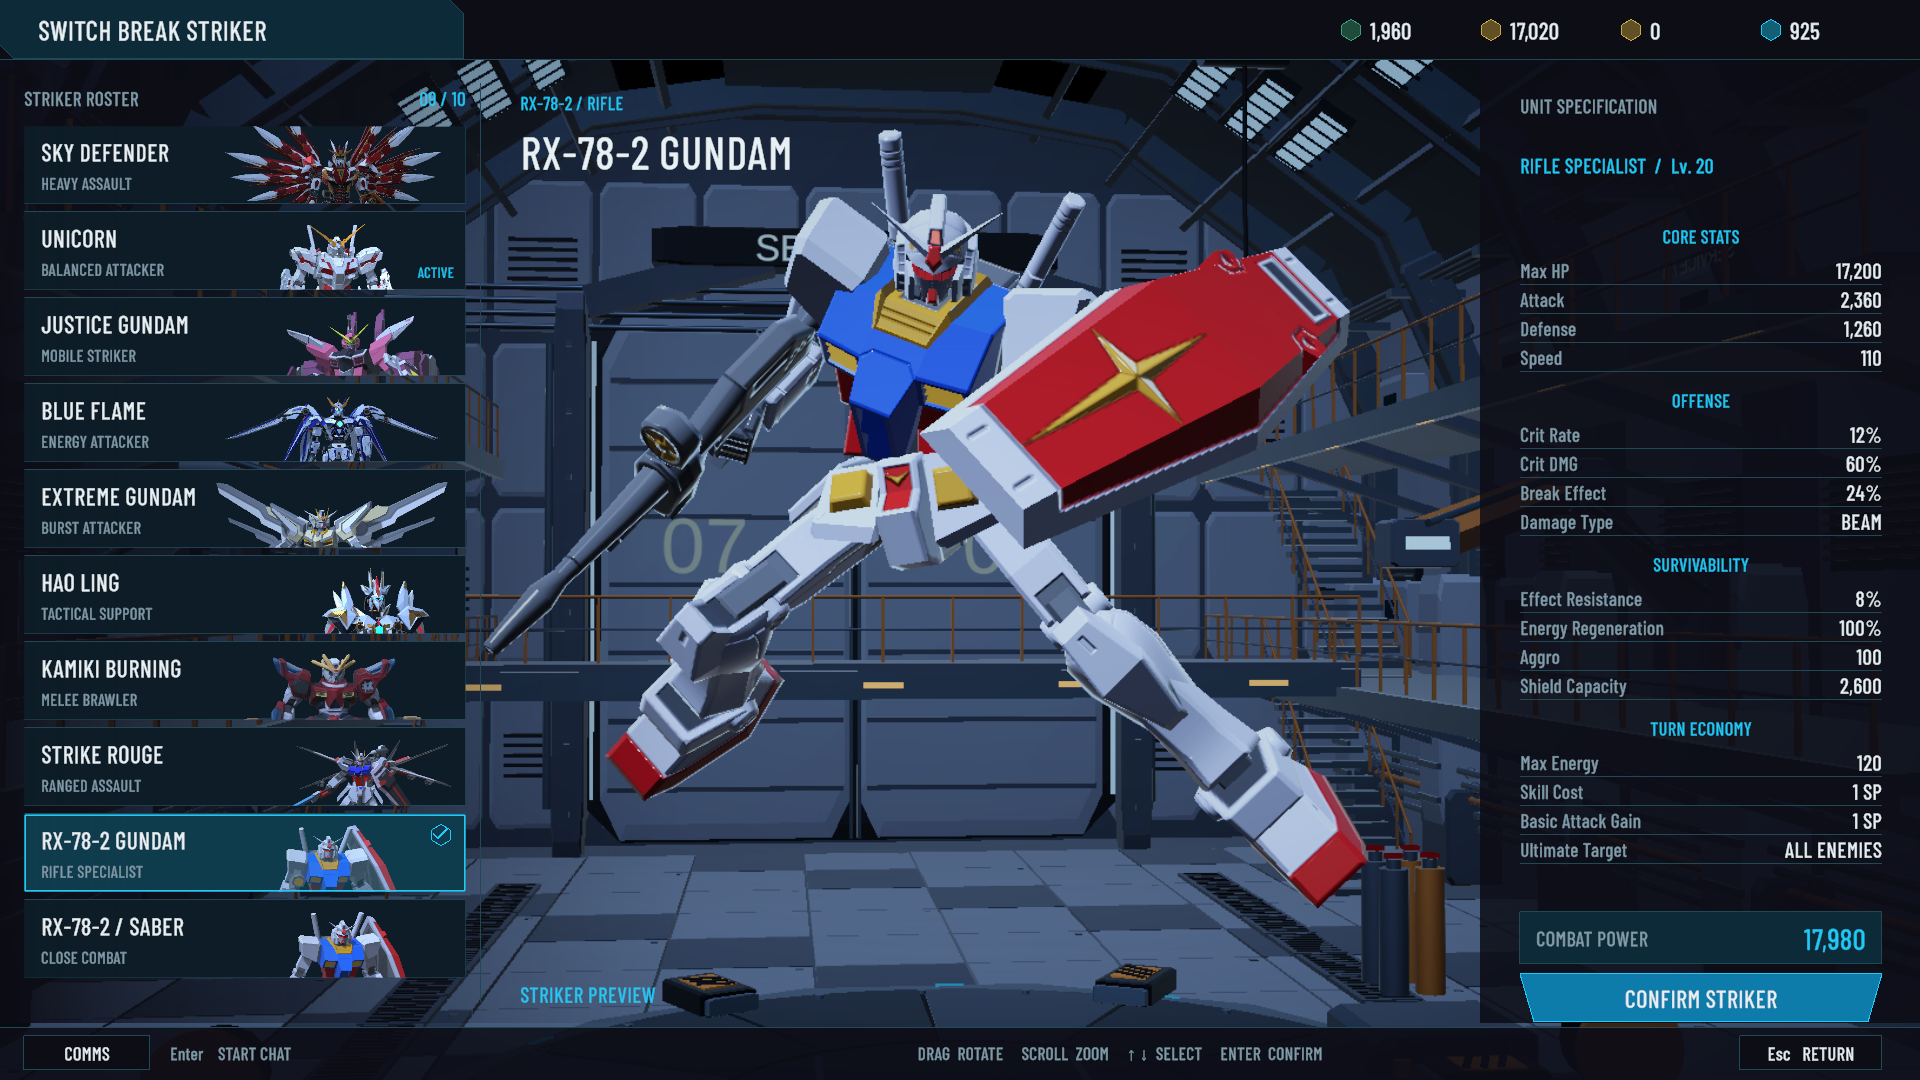 SWITCH BREAK STRIKER
1,960
17,020
0
925
STRIKER ROSTER
09 / 10
SKY DEFENDER
HEAVY ASSAULT
UNICORN
BALANCED ATTACKER
ACTIVE
JUSTICE GUNDAM
MOBILE STRIKER
BLUE FLAME
ENERGY ATTACKER
EXTREME GUNDAM
BURST ATTACKER
HAO LING
TACTICAL SUPPORT
KAMIKI BURNING
MELEE BRAWLER
STRIKE ROUGE
RANGED ASSAULT
RX-78-2 GUNDAM
RIFLE SPECIALIST
RX-78-2 / SABER
CLOSE COMBAT
RX-78-2 / RIFLE
RX-78-2 GUNDAM
SE
07
0
STRIKER PREVIEW
UNIT SPECIFICATION
RIFLE SPECIALIST / Lv. 20
CORE STATS
Max HP 17,200
Attack 2,360
Defense 1,260
Speed 110
OFFENSE
Crit Rate 12%
Crit DMG 60%
Break Effect 24%
Damage Type BEAM
SURVIVABILITY
Effect Resistance 8%
Energy Regeneration 100%
Aggro 100
Shield Capacity 2,600
TURN ECONOMY
Max Energy 120
Skill Cost 1 SP
Basic Attack Gain 1 SP
Ultimate Target ALL ENEMIES
COMBAT POWER 17,980
CONFIRM STRIKER
COMMS
Enter START CHAT
DRAG ROTATE SCROLL ZOOM ↑↓ SELECT ENTER CONFIRM
Esc RETURN